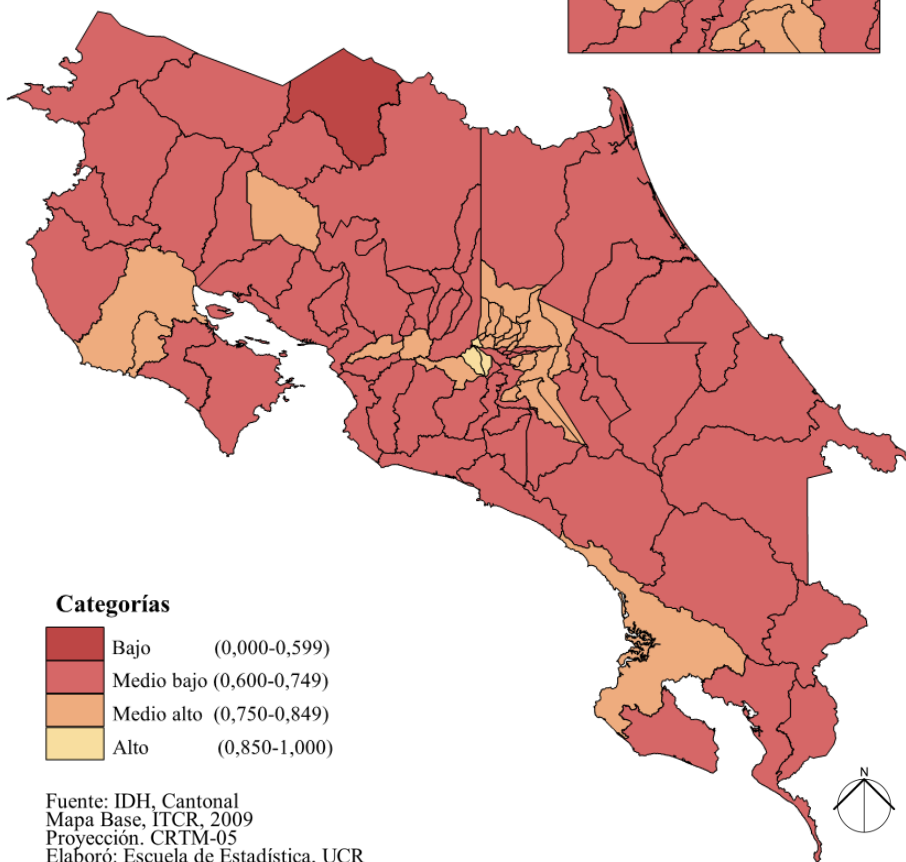 Categorías
Bajo (0,000-0,599)
Medio bajo (0,600-0,749)
Medio alto (0,750-0,849)
Alto (0,850-1,000)
Fuente: IDH, Cantonal
Mapa Base, ITCR, 2009
Proyección. CRTM-05
Elaboró: Escuela de Estadística, UCR
N